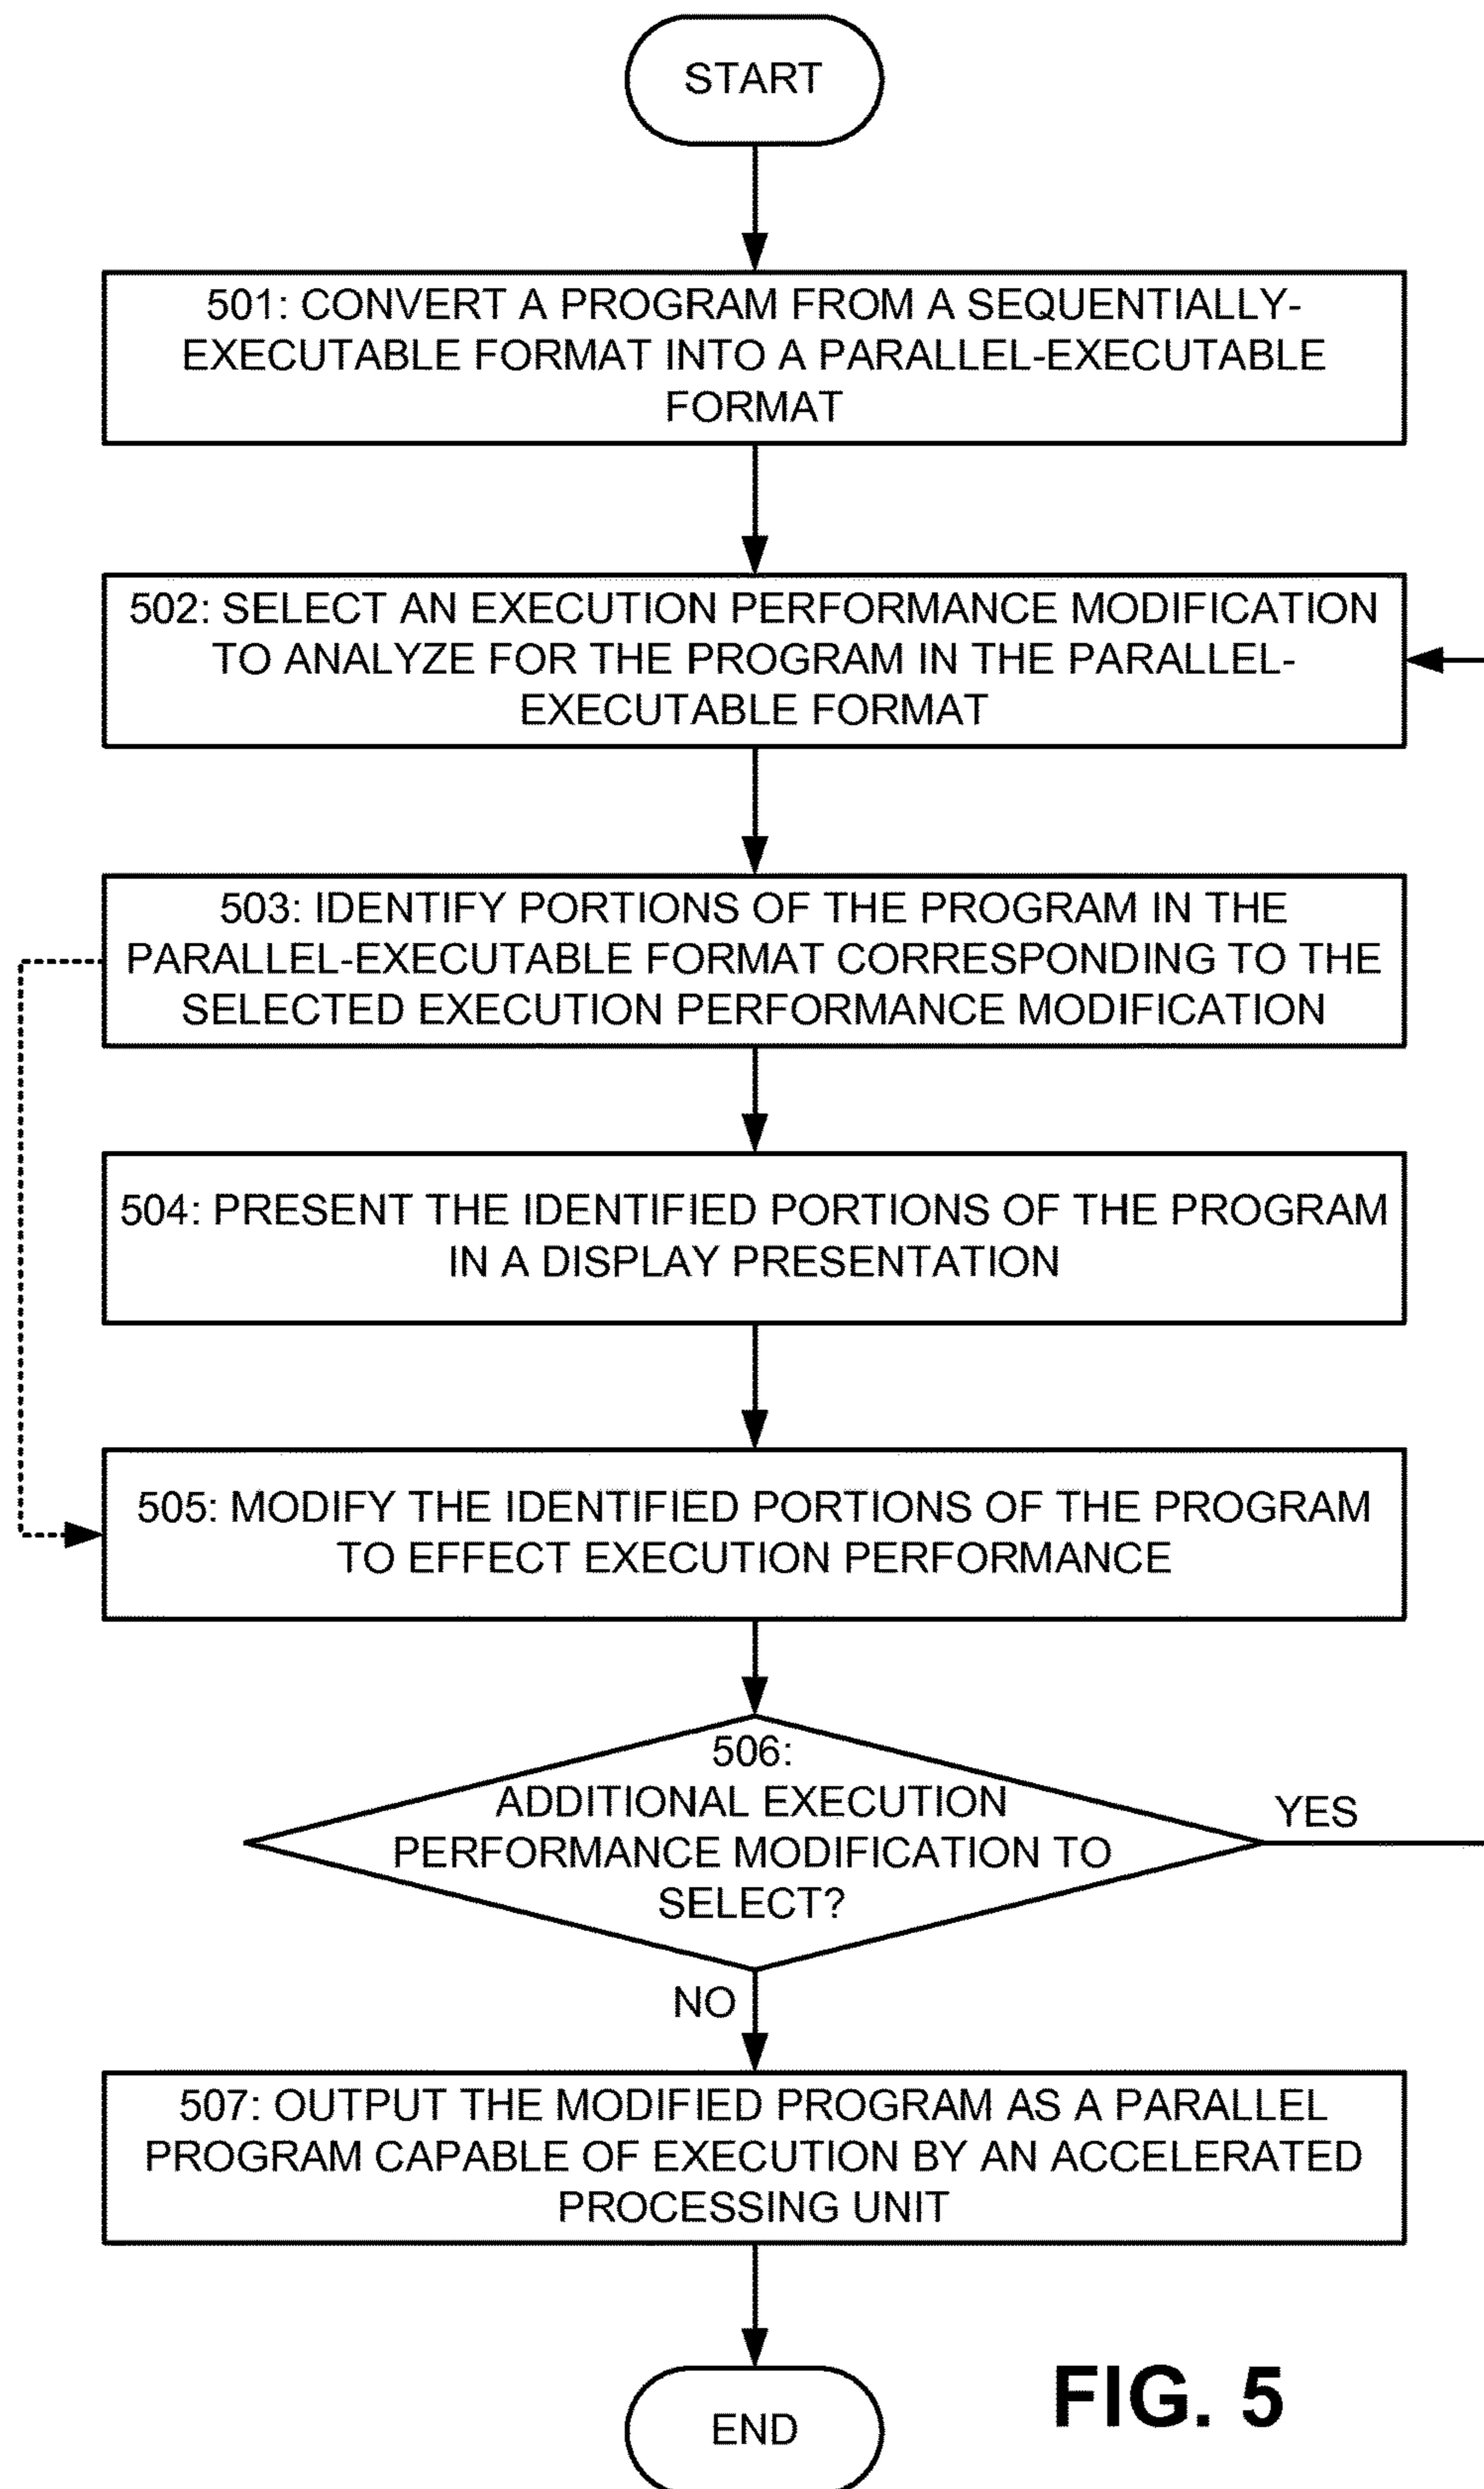 START
501: CONVERT A PROGRAM FROM A SEQUENTIALLY-
EXECUTABLE FORMAT INTO A PARALLEL-EXECUTABLE
FORMAT
502: SELECT AN EXECUTION PERFORMANCE MODIFICATION
TO ANALYZE FOR THE PROGRAM IN THE PARALLEL-
EXECUTABLE FORMAT
503: IDENTIFY PORTIONS OF THE PROGRAM IN THE
PARALLEL-EXECUTABLE FORMAT CORRESPONDING TO THE
SELECTED EXECUTION PERFORMANCE MODIFICATION
504: PRESENT THE IDENTIFIED PORTIONS OF THE PROGRAM
IN A DISPLAY PRESENTATION
505: MODIFY THE IDENTIFIED PORTIONS OF THE PROGRAM
TO EFFECT EXECUTION PERFORMANCE
506:
ADDITIONAL EXECUTION
PERFORMANCE MODIFICATION TO
SELECT?
YES
NO
507: OUTPUT THE MODIFIED PROGRAM AS A PARALLEL
PROGRAM CAPABLE OF EXECUTION BY AN ACCELERATED
PROCESSING UNIT
END
FIG. 5